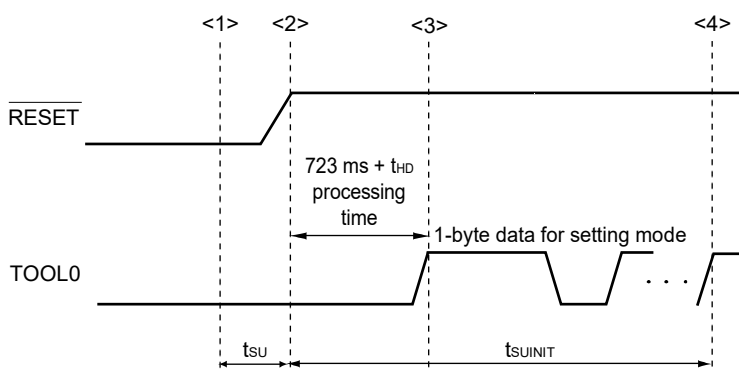 <1> <2> <3> <4>
RESET
723 ms + tHD
processing
time
1-byte data for setting mode
TOOL0
. . .
tSU tSUINIT